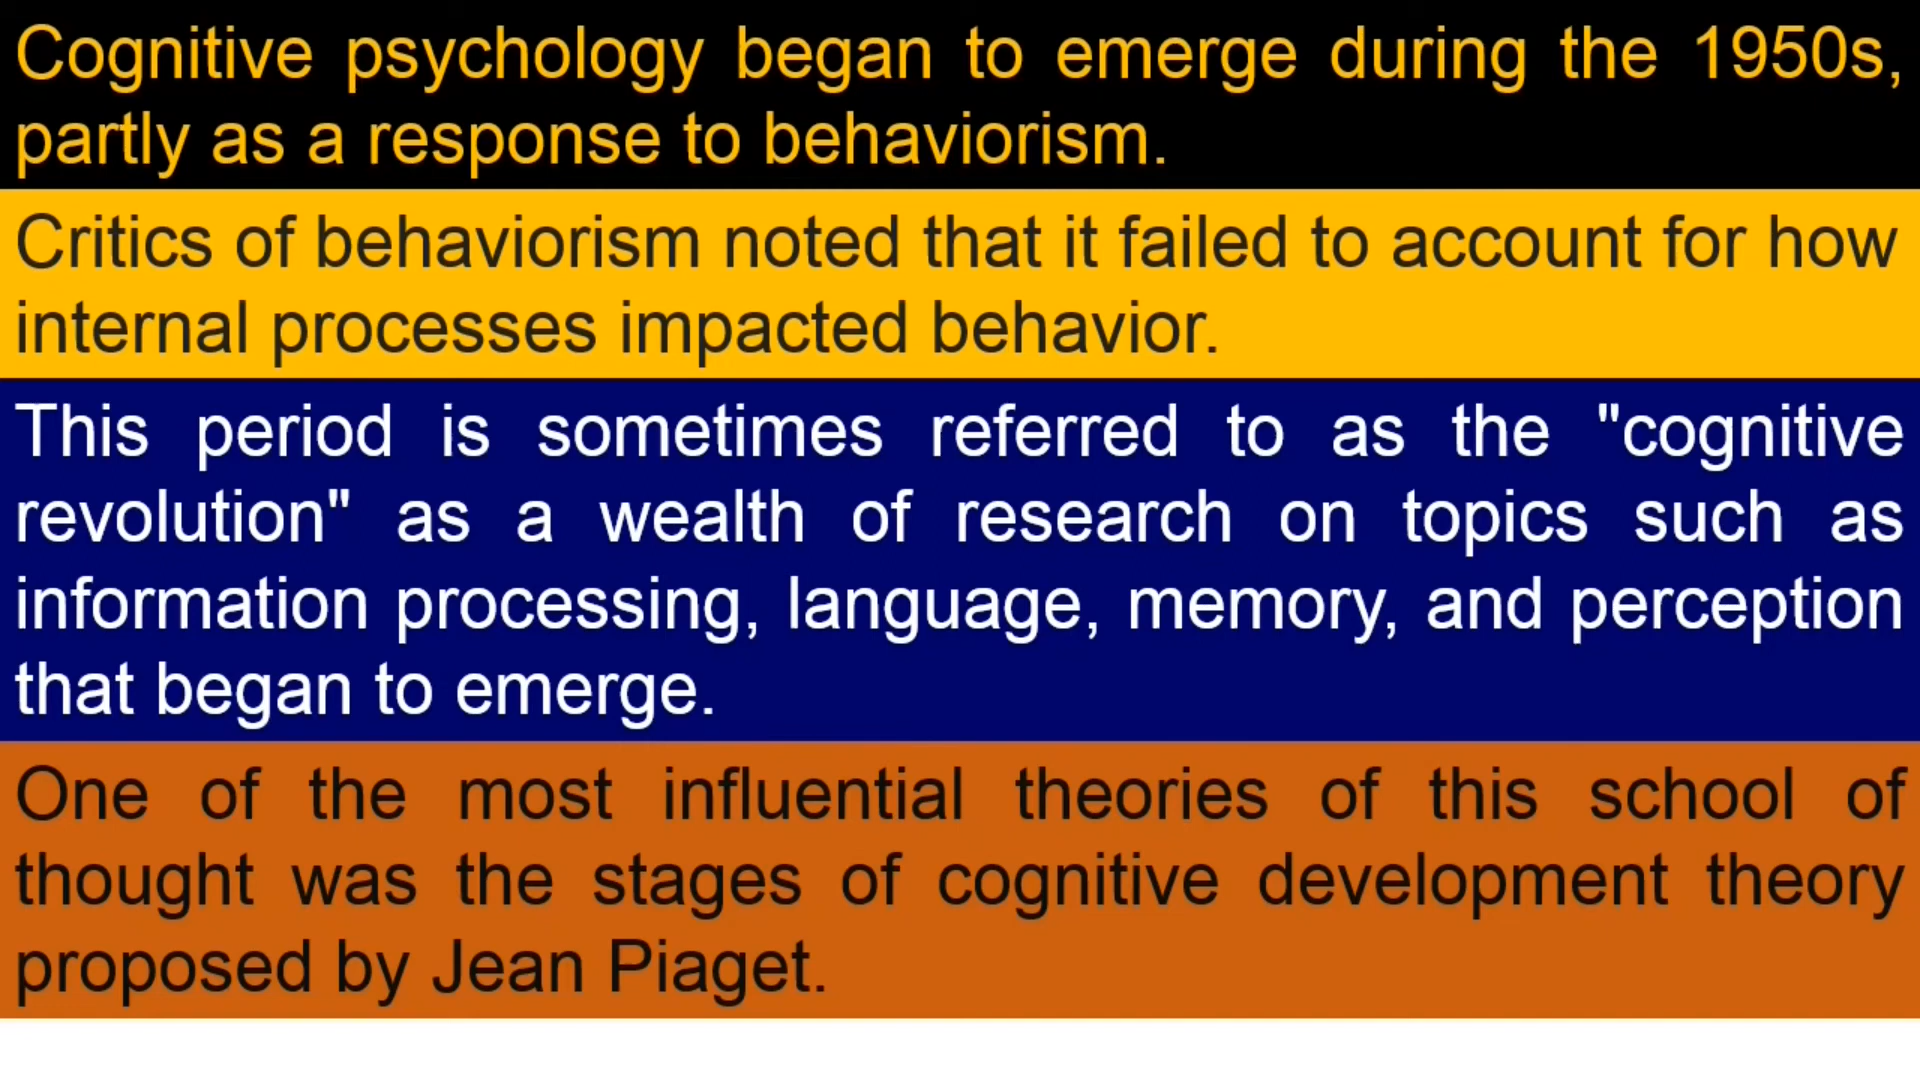 Cognitive psychology began to emerge during the 1950s,
partly as a response to behaviorism.
Critics of behaviorism noted that it failed to account for how
internal processes impacted behavior.
This period is sometimes referred to as the "cognitive
revolution" as a wealth of research on topics such as
information processing, language, memory, and perception
that began to emerge.
One of the most influential theories of this school of
thought was the stages of cognitive development theory
proposed by Jean Piaget.